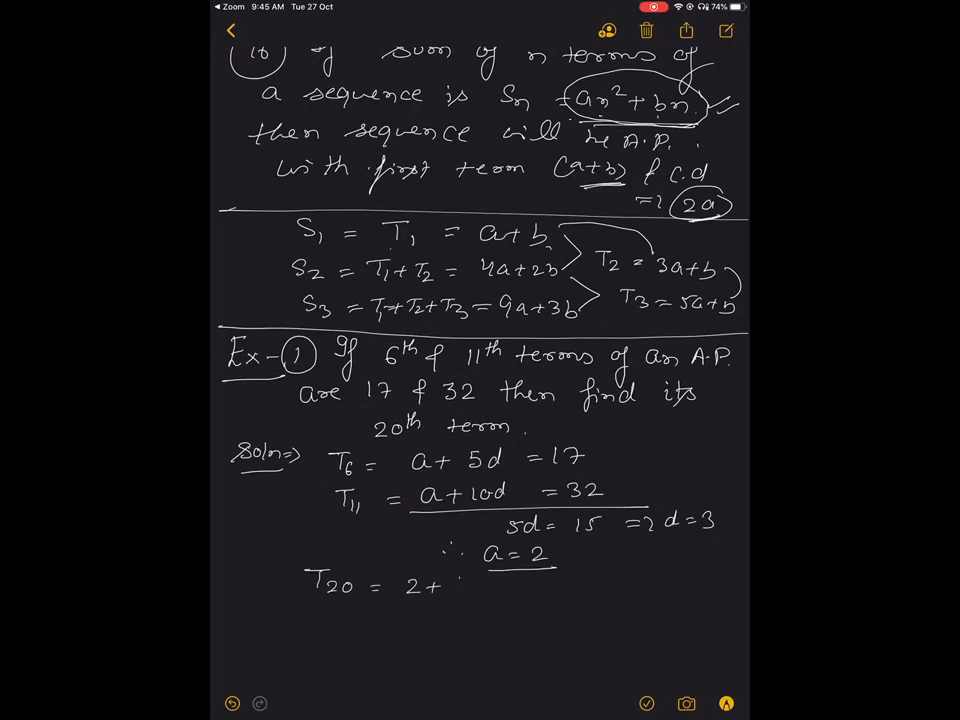 Zoom 9:45 AM Tue 27 Oct 74%
(16) If sum of n terms of
a sequence is Sn = an² + bn
then sequence will be A.P.
with first term (a+b) & c.d
=> 2a
S₁ = T₁ = a+b
S₂ = T₁+T₂ = 4a+2b T₂ = 3a+b
S₃ = T₁+T₂+T₃ = 9a+3b T₃ = 5a+b
Ex-① If 6th & 11th terms of an A.P.
are 17 & 32 then find its
20th term.
Soln=> T₆ = a + 5d = 17
T₁₁ = a+10d = 32
5d = 15 => d=3
∴ a = 2
T₂₀ = 2+